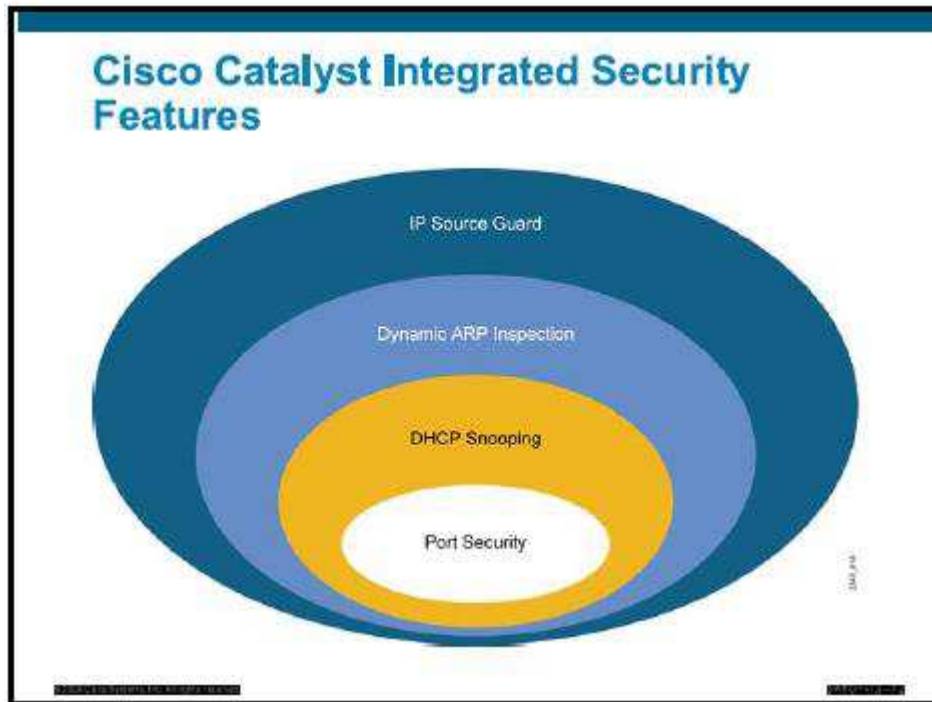 Cisco Catalyst Integrated Security
Features
IP Source Guard
Dynamic ARP Inspection
DHCP Snooping
Port Security